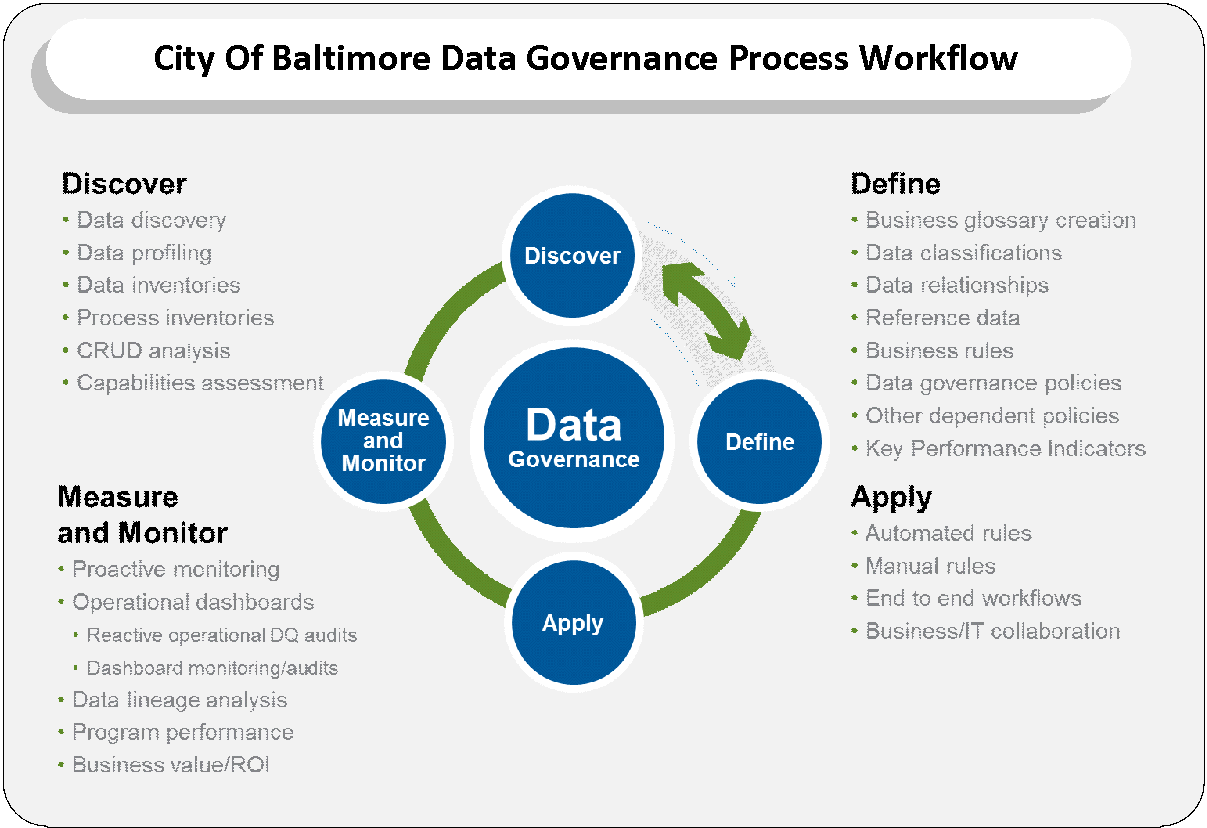 City Of Baltimore Data Governance Process Workflow
Discover
• Data discovery
• Data profiling
• Data inventories
• Process inventories
• CRUD analysis
• Capabilities assessment
Define
• Business glossary creation
• Data classifications
• Data relationships
• Reference data
• Business rules
• Data governance policies
• Other dependent policies
• Key Performance Indicators
Discover
Measure
and
Monitor
Data
Governance
Define
Apply
Measure
and Monitor
• Proactive monitoring
• Operational dashboards
• Reactive operational DQ audits
• Dashboard monitoring/audits
• Data lineage analysis
• Program performance
• Business value/ROI
Apply
• Automated rules
• Manual rules
• End to end workflows
• Business/IT collaboration